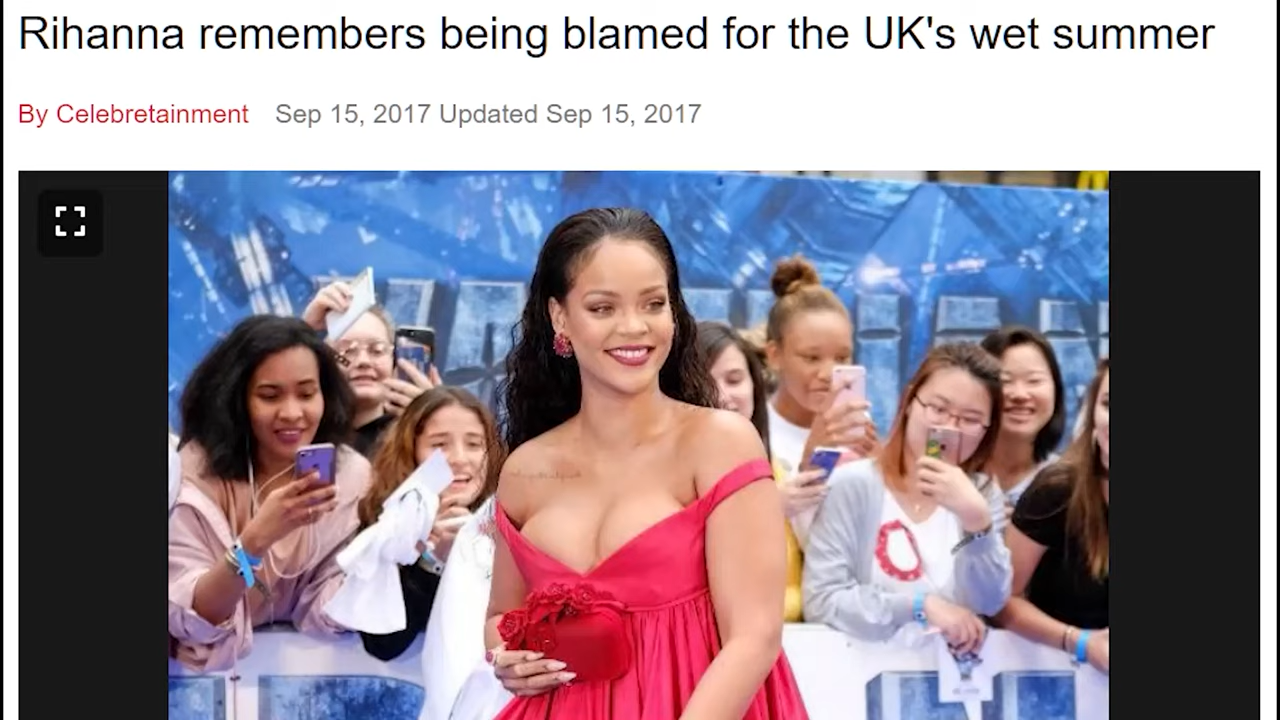 Rihanna remembers being blamed for the UK's wet summer
By Celebretainment Sep 15, 2017 Updated Sep 15, 2017